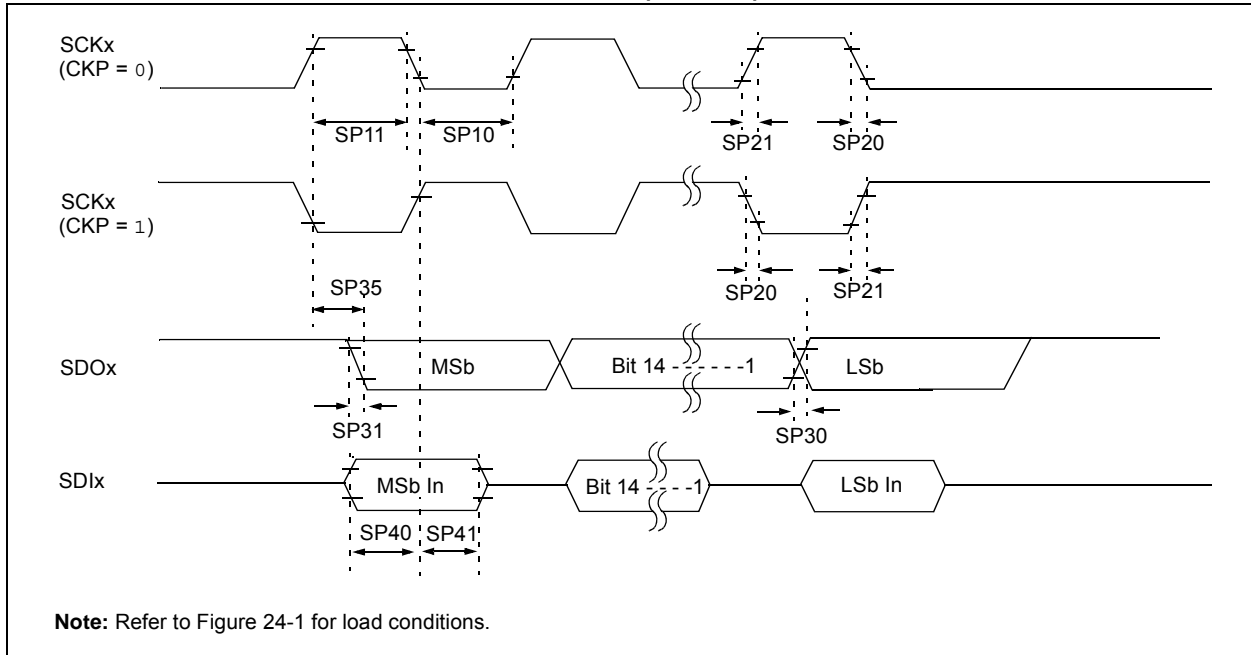 SCKx
(CKP = 0)
SP11
SP10
SP21
SP20
SCKx
(CKP = 1)
SP35
SP20
SP21
SDOx
MSb
Bit 14 - - - - - -1
LSb
SP31
SP30
SDIx
MSb In
Bit 14 - - - -1
LSb In
SP40
SP41
Note: Refer to Figure 24-1 for load conditions.